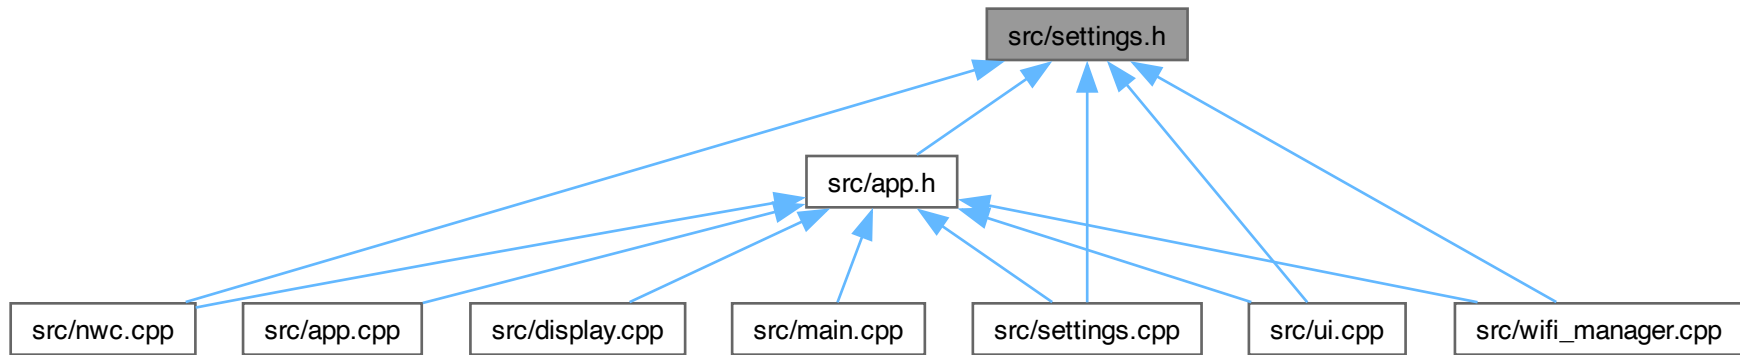 src/settings.h
src/app.h
src/nwc.cpp
src/app.cpp
src/display.cpp
src/main.cpp
src/settings.cpp
src/ui.cpp
src/wifi_manager.cpp